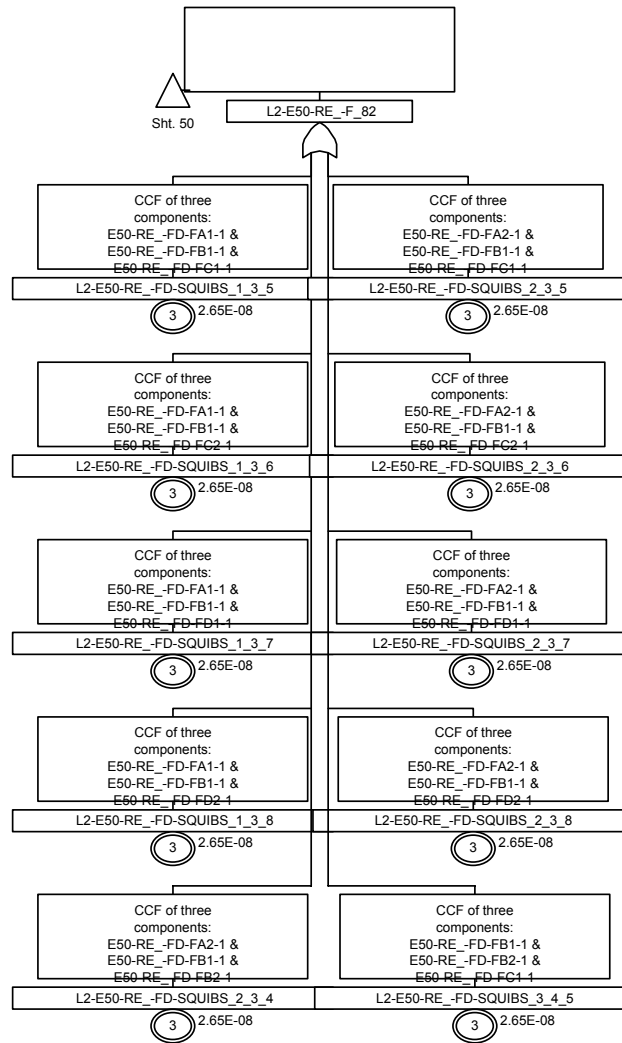 Sht. 50
L2-E50-RE_-F_82
CCF of three
components:
E50-RE_-FD-FA1-1 &
E50-RE_-FD-FB1-1 &
E50-RE_-FD-FC1-1
L2-E50-RE_-FD-SQUIBS_1_3_5
3
2.65E-08
CCF of three
components:
E50-RE_-FD-FA2-1 &
E50-RE_-FD-FB1-1 &
E50-RE_-FD-FC1-1
L2-E50-RE_-FD-SQUIBS_2_3_5
3
2.65E-08
CCF of three
components:
E50-RE_-FD-FA1-1 &
E50-RE_-FD-FB1-1 &
E50-RE_-FD-FC2-1
L2-E50-RE_-FD-SQUIBS_1_3_6
3
2.65E-08
CCF of three
components:
E50-RE_-FD-FA2-1 &
E50-RE_-FD-FB1-1 &
E50-RE_-FD-FC2-1
L2-E50-RE_-FD-SQUIBS_2_3_6
3
2.65E-08
CCF of three
components:
E50-RE_-FD-FA1-1 &
E50-RE_-FD-FB1-1 &
E50-RE_-FD-FD1-1
L2-E50-RE_-FD-SQUIBS_1_3_7
3
2.65E-08
CCF of three
components:
E50-RE_-FD-FA2-1 &
E50-RE_-FD-FB1-1 &
E50-RE_-FD-FD1-1
L2-E50-RE_-FD-SQUIBS_2_3_7
3
2.65E-08
CCF of three
components:
E50-RE_-FD-FA1-1 &
E50-RE_-FD-FB1-1 &
E50-RE_-FD-FD2-1
L2-E50-RE_-FD-SQUIBS_1_3_8
3
2.65E-08
CCF of three
components:
E50-RE_-FD-FA2-1 &
E50-RE_-FD-FB1-1 &
E50-RE_-FD-FD2-1
L2-E50-RE_-FD-SQUIBS_2_3_8
3
2.65E-08
CCF of three
components:
E50-RE_-FD-FA2-1 &
E50-RE_-FD-FB1-1 &
E50-RE_-FD-FB2-1
L2-E50-RE_-FD-SQUIBS_2_3_4
3
2.65E-08
CCF of three
components:
E50-RE_-FD-FB1-1 &
E50-RE_-FD-FB2-1 &
E50-RE_-FD-FC1-1
L2-E50-RE_-FD-SQUIBS_3_4_5
3
2.65E-08